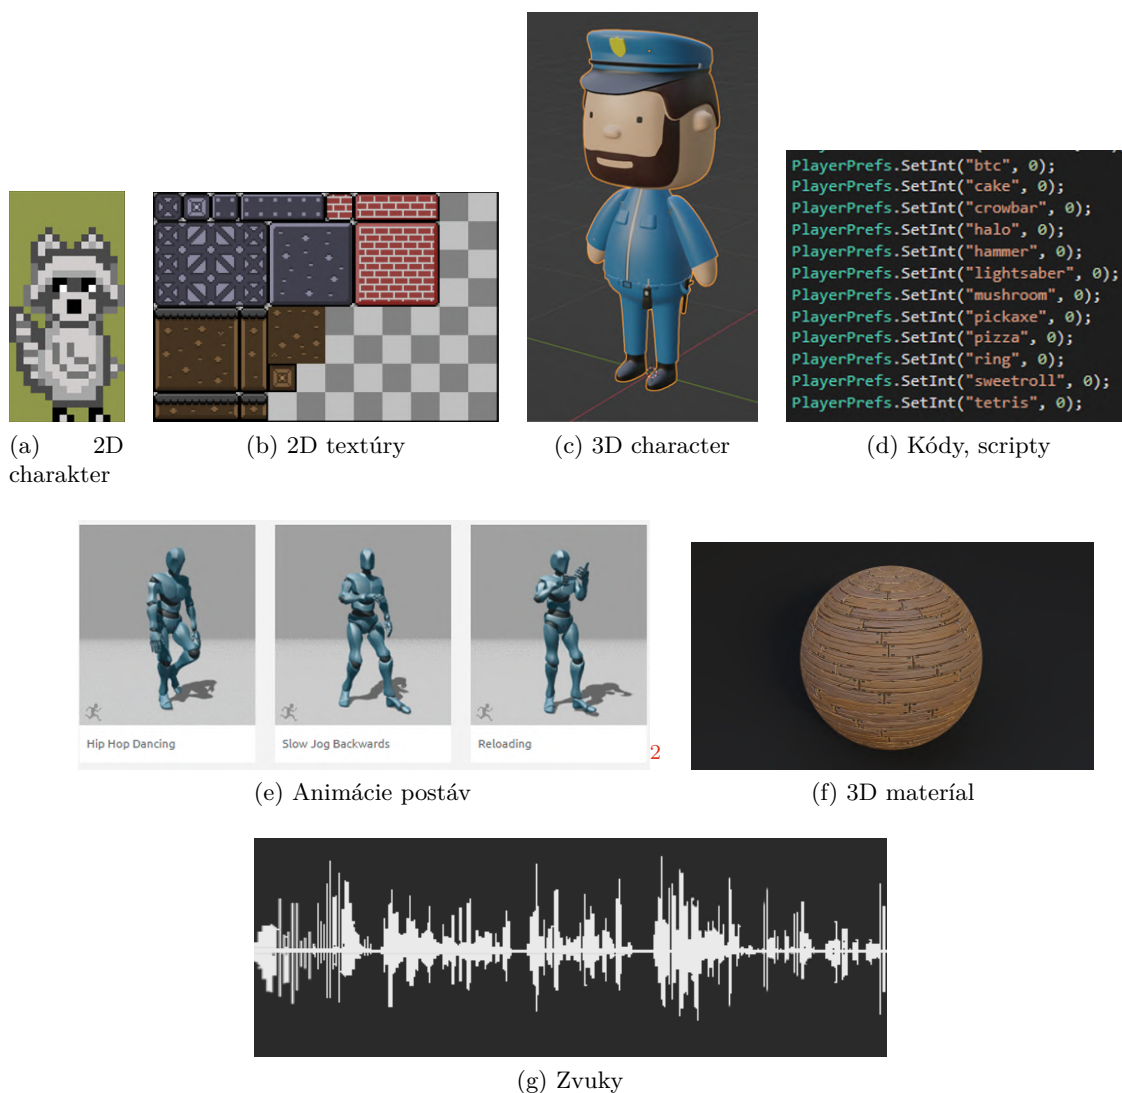 PlayerPrefs.SetInt("btc", 0);
PlayerPrefs.SetInt("cake", 0);
PlayerPrefs.SetInt("crowbar", 0);
PlayerPrefs.SetInt("halo", 0);
PlayerPrefs.SetInt("hammer", 0);
PlayerPrefs.SetInt("lightsaber", 0);
PlayerPrefs.SetInt("mushroom", 0);
PlayerPrefs.SetInt("pickaxe", 0);
PlayerPrefs.SetInt("pizza", 0);
PlayerPrefs.SetInt("ring", 0);
PlayerPrefs.SetInt("sweetroll", 0);
PlayerPrefs.SetInt("tetris", 0);
(a) 2D
charakter
(b) 2D textúry
(c) 3D character
(d) Kódy, scripty
Hip Hop Dancing
Slow Jog Backwards
Reloading
2
(e) Animácie postáv
(f) 3D materíal
(g) Zvuky